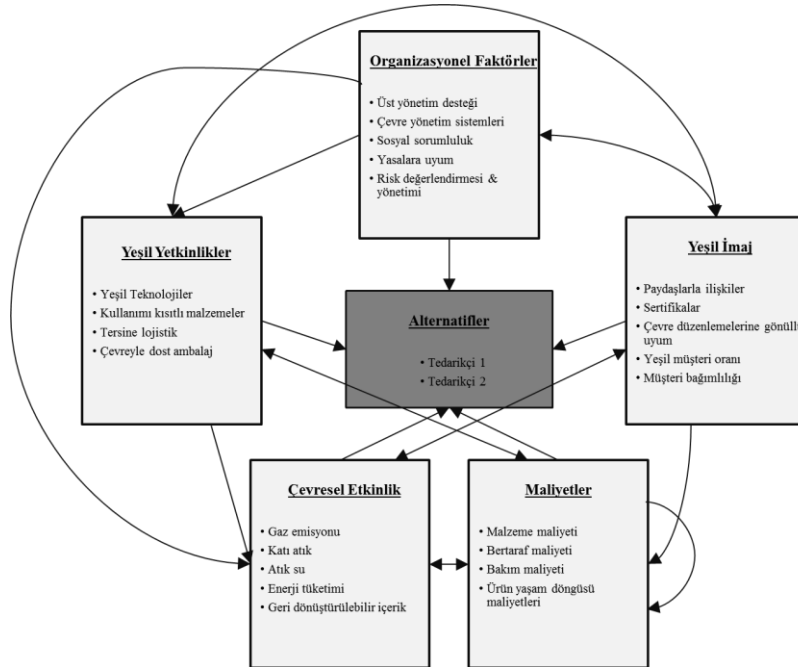 Organizasyonel Faktörler
• Üst yönetim desteği
• Çevre yönetim sistemleri
• Sosyal sorumluluk
• Yasalara uyum
• Risk değerlendirmesi &
yönetimi
Yeşil Yetkinlikler
• Yeşil Teknolojiler
• Kullanımı kısıtlı malzemeler
• Tersine lojistik
• Çevreyle dost ambalaj
Alternatifler
• Tedarikçi 1
• Tedarikçi 2
Yeşil İmaj
• Paydaşlarla ilişkiler
• Sertifikalar
• Çevre düzenlemelerine gönüllü
uyum
• Yeşil müşteri oranı
• Müşteri bağımlılığı
Çevresel Etkinlik
• Gaz emisyonu
• Katı atık
• Atık su
• Enerji tüketimi
• Geri dönüştürülebilir içerik
Maliyetler
• Malzeme maliyeti
• Bertaraf maliyeti
• Bakım maliyeti
• Ürün yaşam döngüsü
maliyetleri